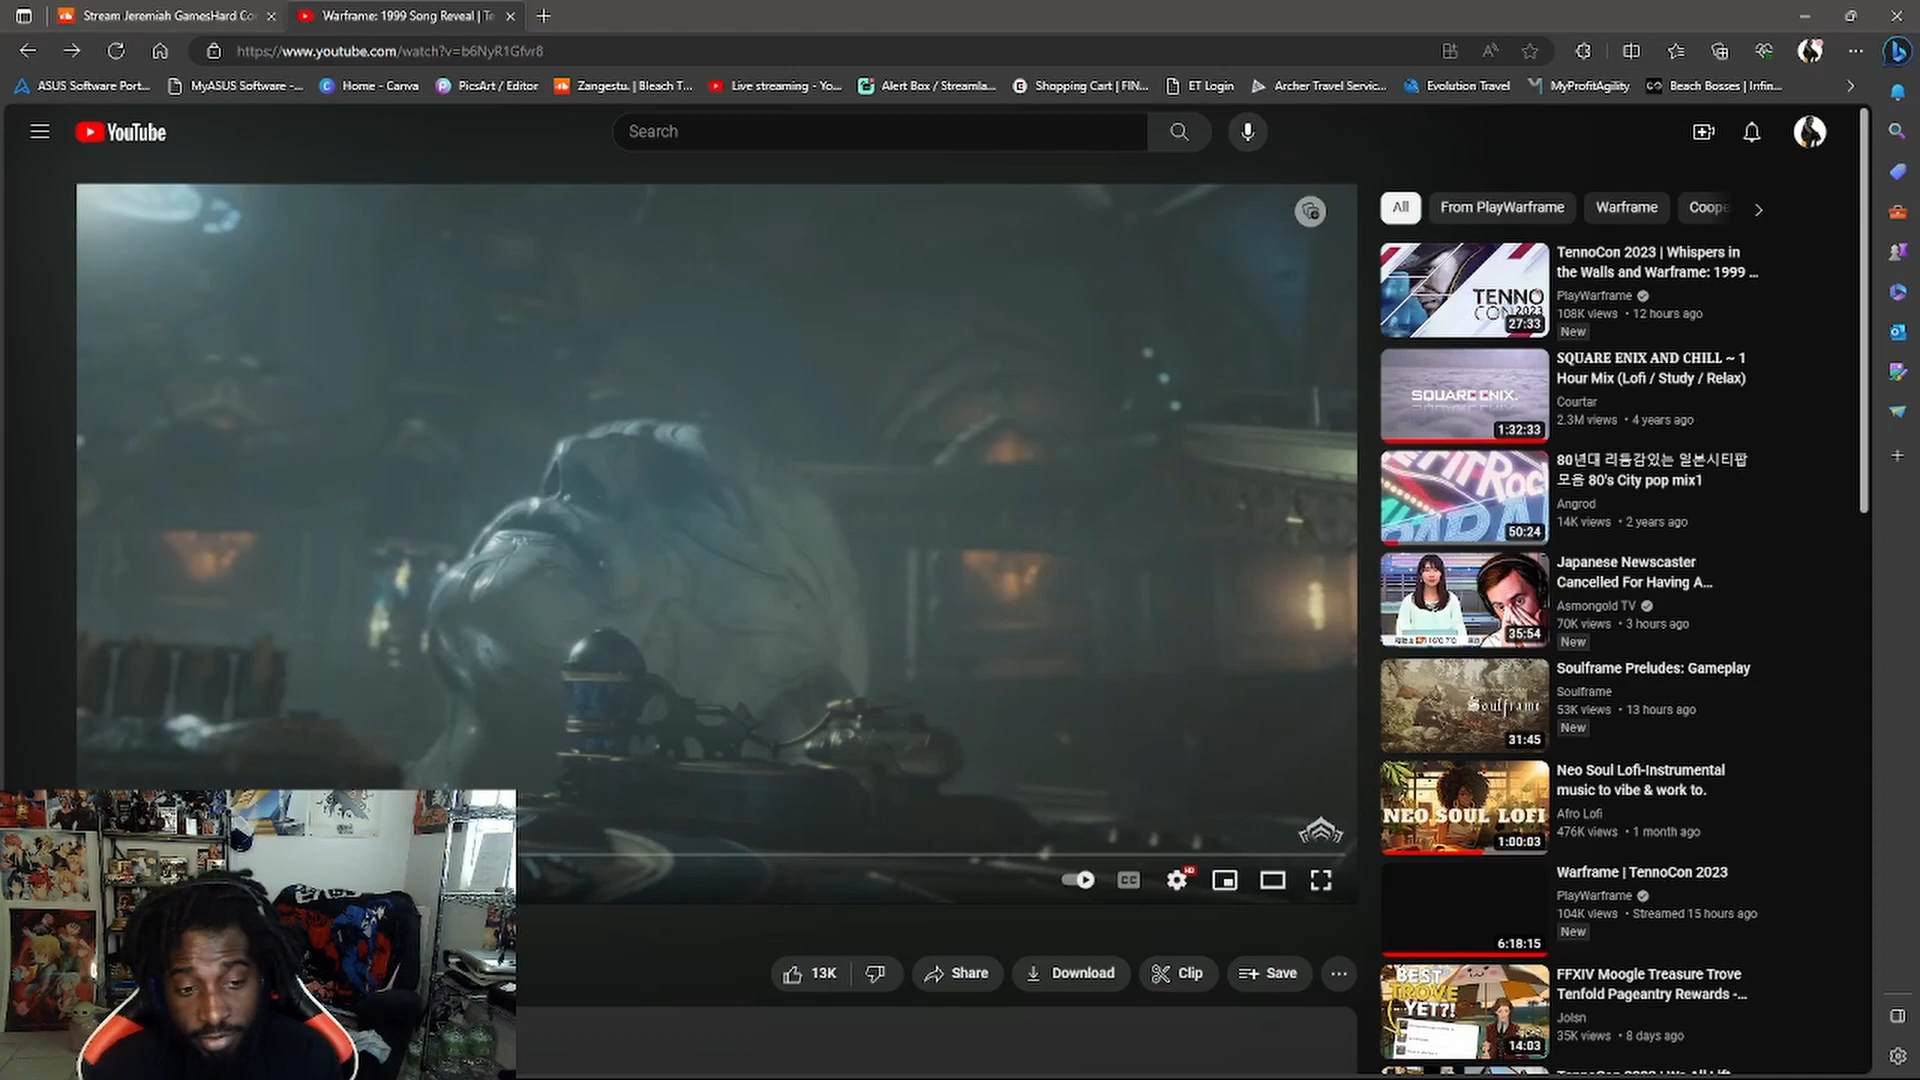 Stream Jeremiah GamesHard Co
Warframe: 1999 Song Reveal | Te
https://www.youtube.com/watch?v=b6NyR1Gfvr8
ASUS Software Port...
MyASUS Software -...
Home - Canva
PicsArt / Editor
Zangestu. | Bleach T...
Live streaming - Yo...
Alert Box / Streamla...
Shopping Cart | FIN...
ET Login
Archer Travel Servic...
Evolution Travel
MyProfitAgility
Beach Bosses | Infin...
YouTube
Search
All
From PlayWarframe
Warframe
Coope
TENNO
CON 2023
27:33
TennoCon 2023 | Whispers in
the Walls and Warframe: 1999 ...
PlayWarframe
108K views • 12 hours ago
New
SQUARE ENIX.
1:32:33
SQUARE ENIX AND CHILL ~ 1
Hour Mix (Lofi / Study / Relax)
Courtar
2.3M views • 4 years ago
50:24
80년대 리듬감있는 일본시티팝
모음 80's City pop mix1
Angrod
14K views • 2 years ago
35:54
Japanese Newscaster
Cancelled For Having A...
Asmongold TV
70K views • 3 hours ago
New
Soulframe
31:45
Soulframe Preludes: Gameplay
Soulframe
53K views • 13 hours ago
New
NEO SOUL LOFI
1:00:03
Neo Soul Lofi-Instrumental
music to vibe & work to.
Afro Lofi
476K views • 1 month ago
6:18:15
Warframe | TennoCon 2023
PlayWarframe
104K views • Streamed 15 hours ago
New
BEST
TROVE
YET?!
14:03
FFXIV Moogle Treasure Trove
Tenfold Pageantry Rewards -...
Jolsn
35K views • 8 days ago
CC
HD
13K
Share
Download
Clip
Save